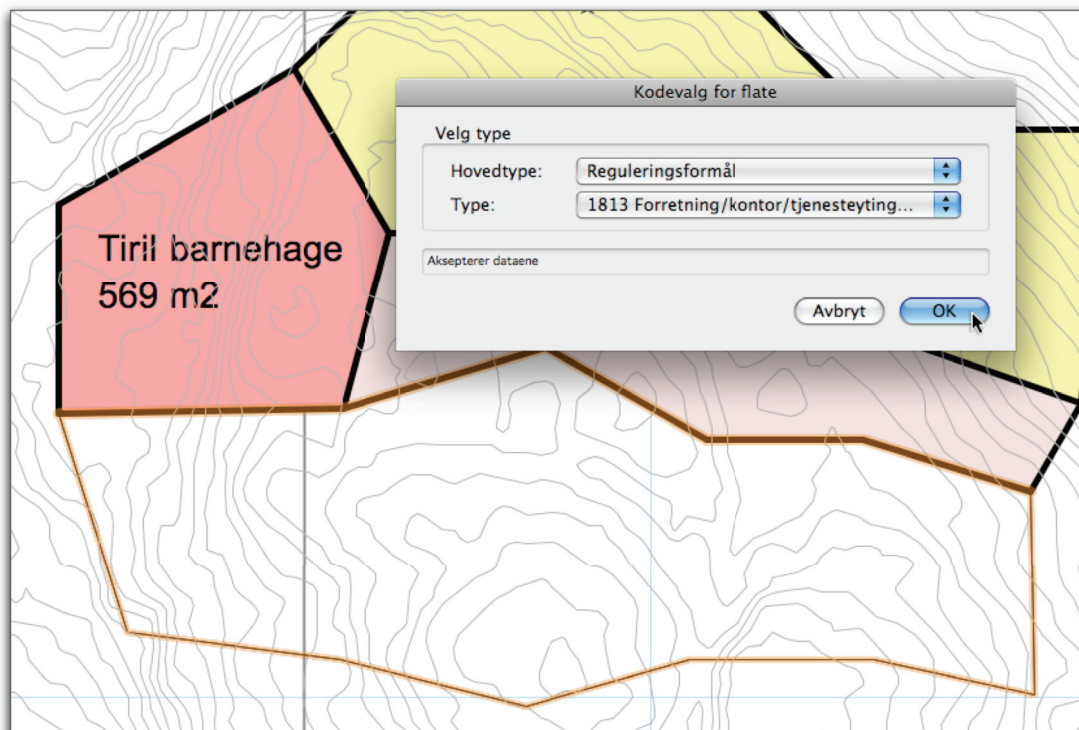 Kodevalg for flate
Velg type
Hovedtype: Reguleringsformål
Type: 1813 Forretning/kontor/tjenesteyting...
Aksepterer dataene
Avbryt OK
Tiril barnehage
569 m2